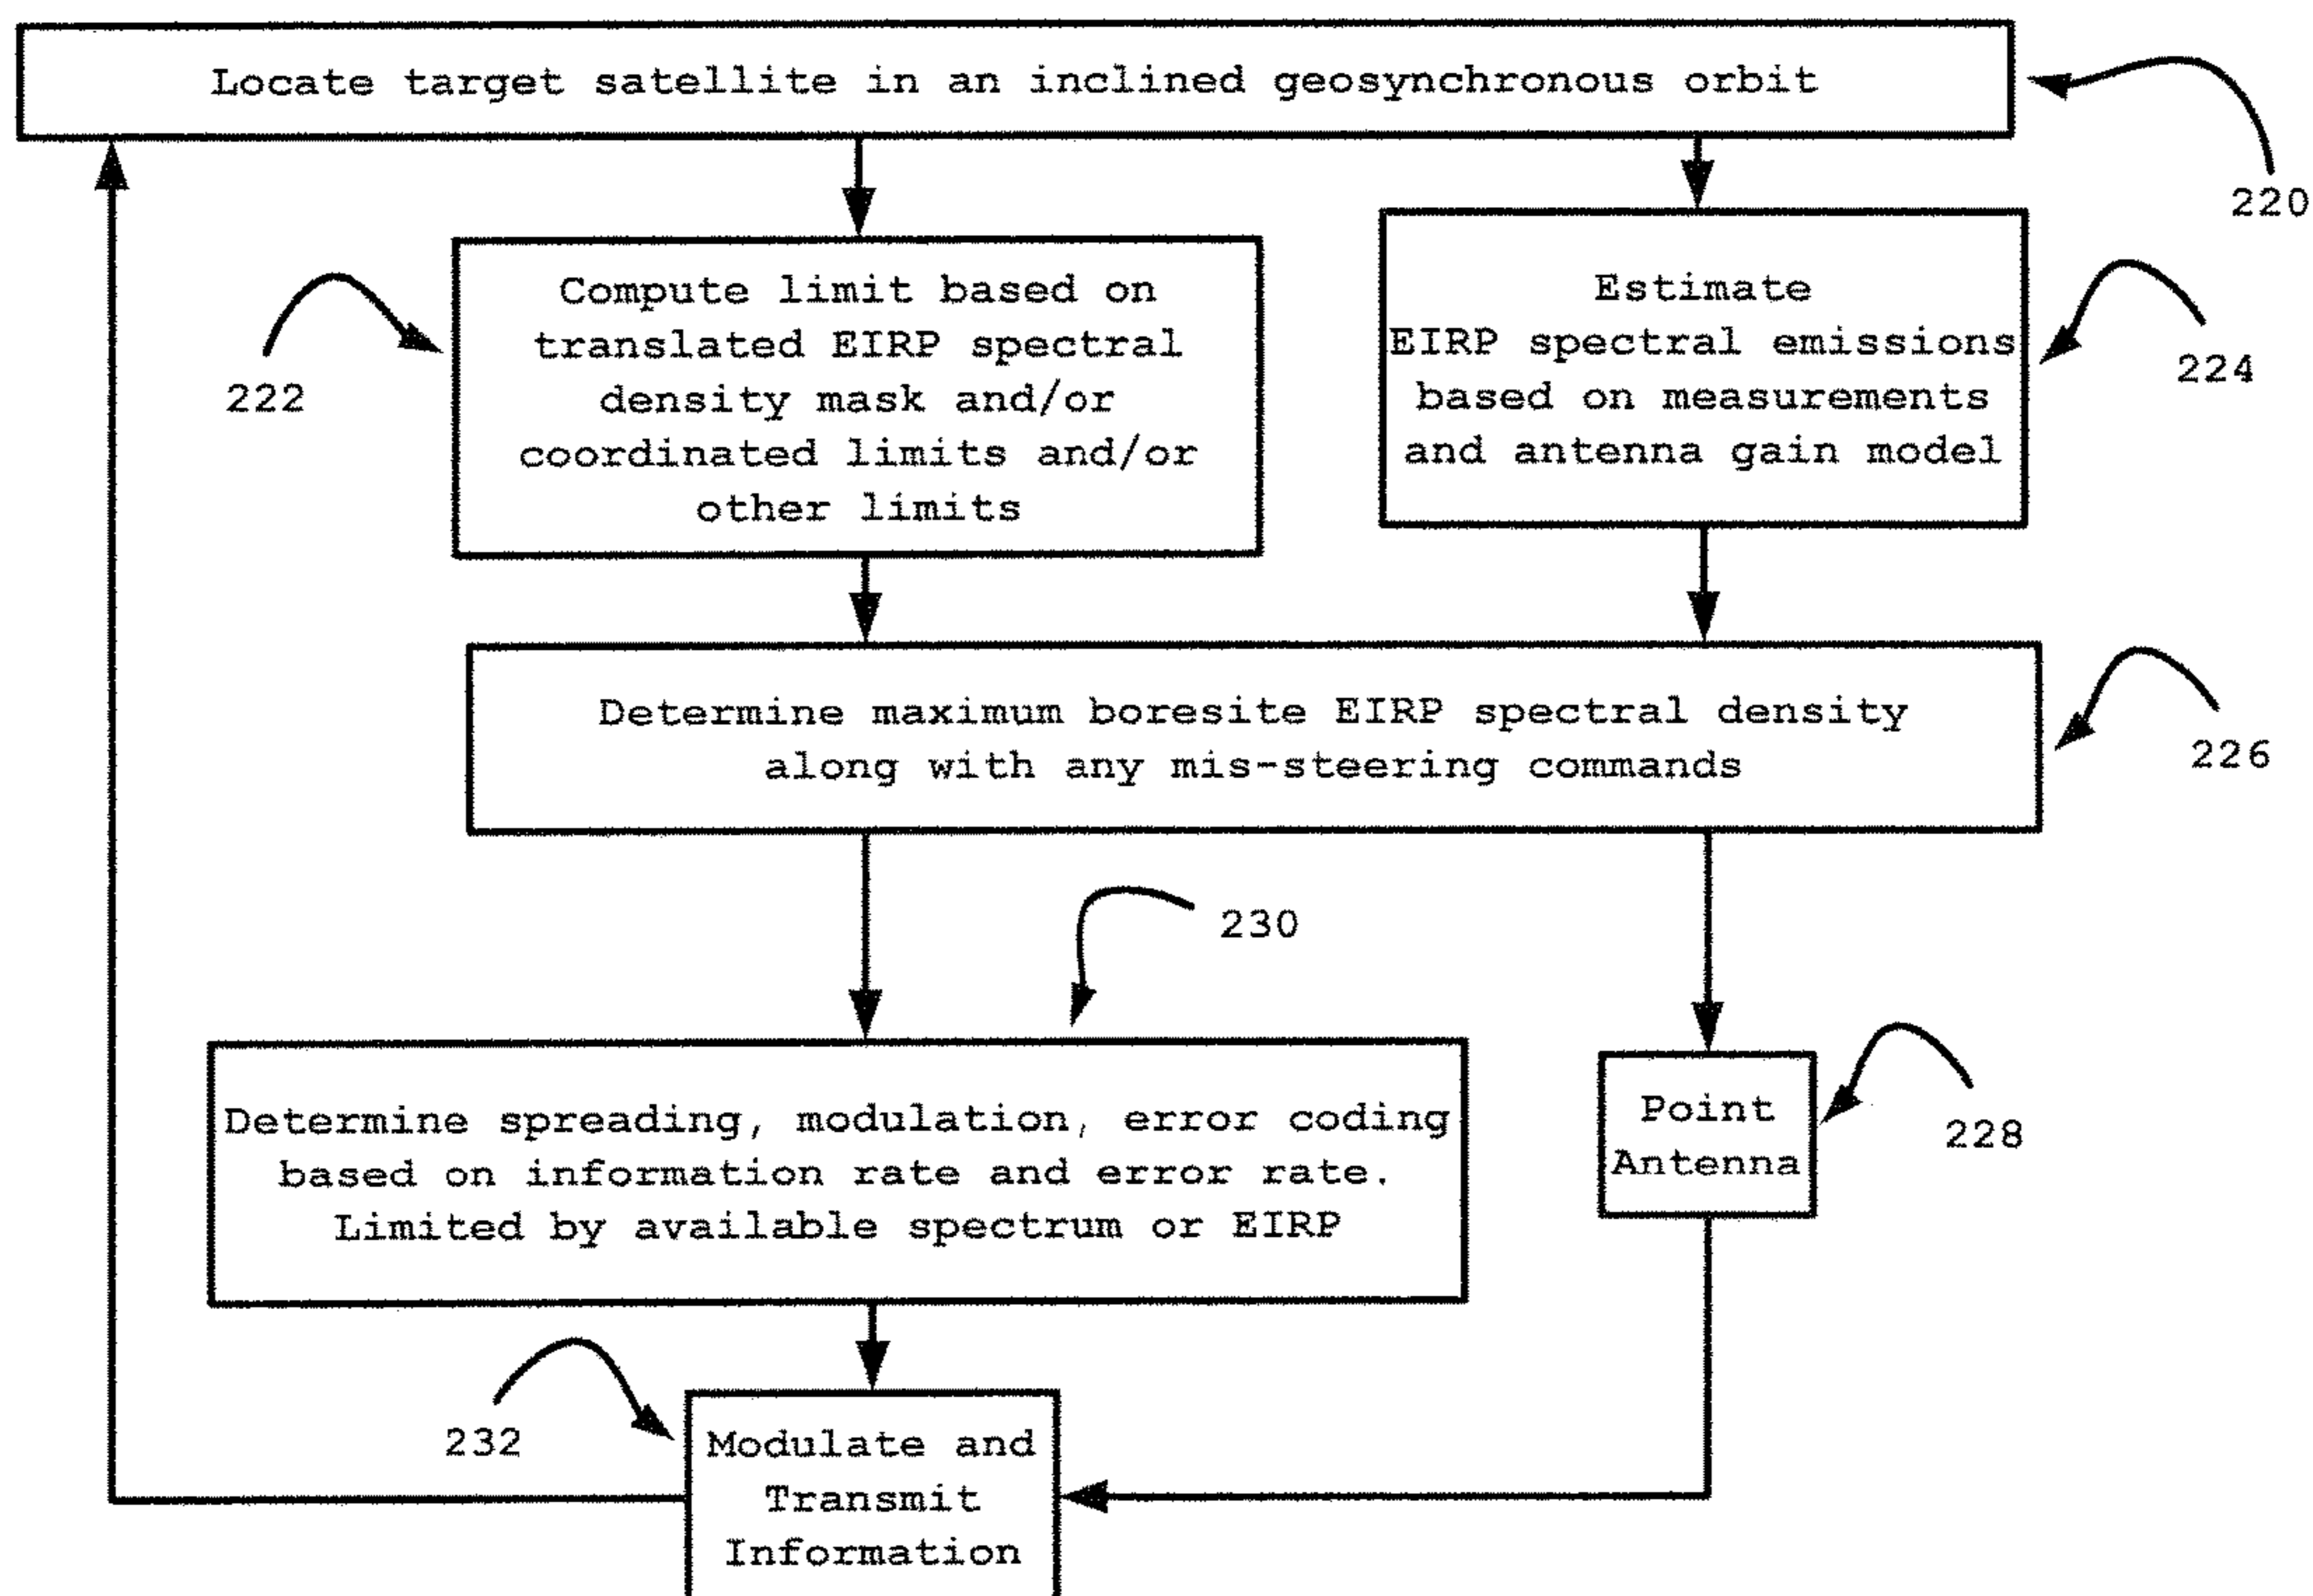 Locate target satellite in an inclined geosynchronous orbit
220
Compute limit based on
translated EIRP spectral
density mask and/or
coordinated limits and/or
other limits
222
Estimate
EIRP spectral emissions
based on measurements
and antenna gain model
224
Determine maximum boresite EIRP spectral density
along with any mis-steering commands
226
230
Determine spreading, modulation, error coding
based on information rate and error rate.
Limited by available spectrum or EIRP
Point
Antenna
228
232
Modulate and
Transmit
Information